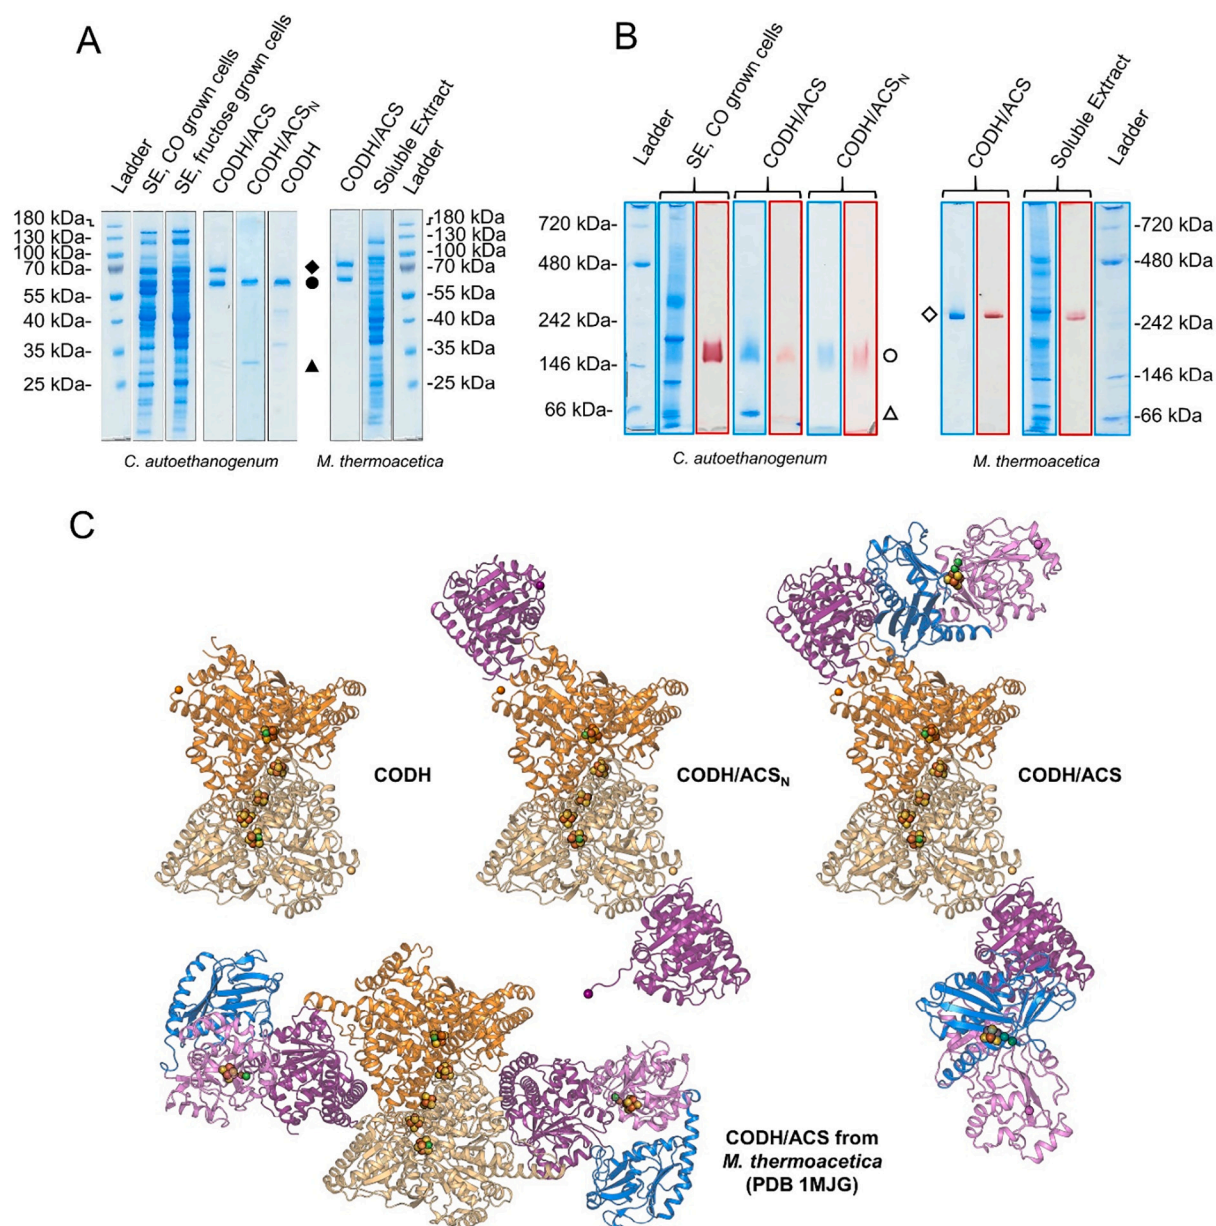 A
Ladder
SE, CO grown cells
SE, fructose grown cells
CODH/ACS
CODH/ACSN
CODH
CODH/ACS
Soluble Extract
Ladder
180 kDa
130 kDa-
100 kDa-
70 kDa-
55 kDa-
40 kDa-
35 kDa-
25 kDa-
180 kDa
-130 kDa
-100 kDa
-70 kDa
-55 kDa
-40 kDa
-35 kDa
-25 kDa
C. autoethanogenum
M. thermoacetica
B
Ladder
SE, CO grown cells
CODH/ACS
CODH/ACSN
CODH/ACS
Soluble Extract
Ladder
720 kDa-
480 kDa-
242 kDa-
146 kDa-
66 kDa-
-720 kDa
-480 kDa
-242 kDa
-146 kDa
-66 kDa
C. autoethanogenum
M. thermoacetica
C
CODH
CODH/ACSN
CODH/ACS
CODH/ACS from
M. thermoacetica
(PDB 1MJG)